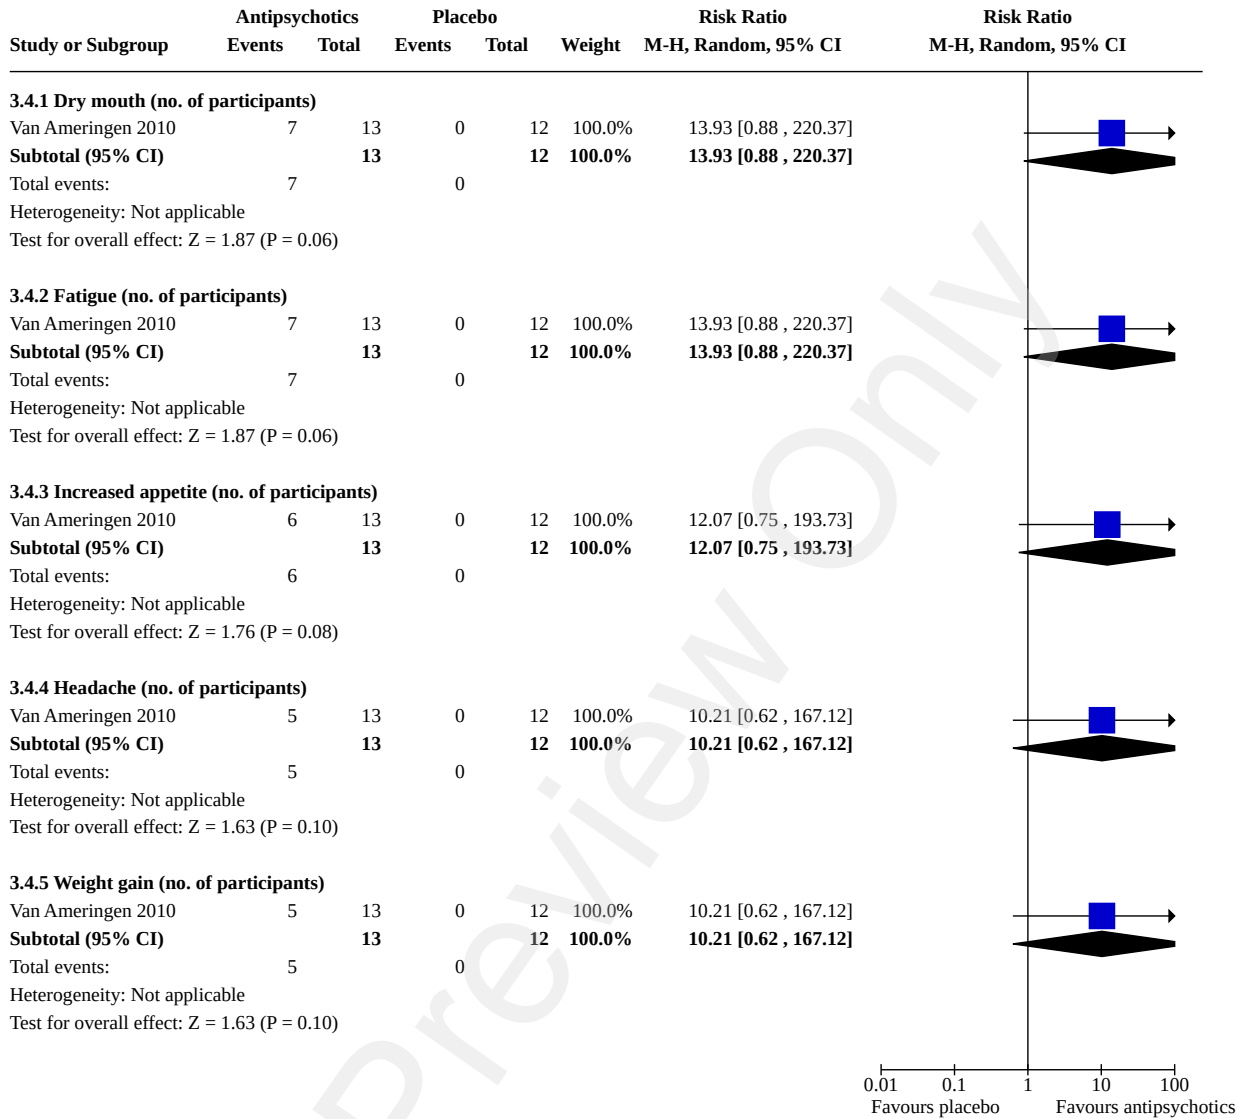 Antipsychotics Placebo Risk Ratio Risk Ratio
Study or Subgroup Events Total Events Total Weight M-H, Random, 95% CI M-H, Random, 95% CI
3.4.1 Dry mouth (no. of participants)
Van Ameringen 2010 7 13 0 12 100.0% 13.93 [0.88 , 220.37]
Subtotal (95% CI) 13 12 100.0% 13.93 [0.88 , 220.37]
Total events: 7 0
Heterogeneity: Not applicable
Test for overall effect: Z = 1.87 (P = 0.06)
3.4.2 Fatigue (no. of participants)
Van Ameringen 2010 7 13 0 12 100.0% 13.93 [0.88 , 220.37]
Subtotal (95% CI) 13 12 100.0% 13.93 [0.88 , 220.37]
Total events: 7 0
Heterogeneity: Not applicable
Test for overall effect: Z = 1.87 (P = 0.06)
3.4.3 Increased appetite (no. of participants)
Van Ameringen 2010 6 13 0 12 100.0% 12.07 [0.75 , 193.73]
Subtotal (95% CI) 13 12 100.0% 12.07 [0.75 , 193.73]
Total events: 6 0
Heterogeneity: Not applicable
Test for overall effect: Z = 1.76 (P = 0.08)
3.4.4 Headache (no. of participants)
Van Ameringen 2010 5 13 0 12 100.0% 10.21 [0.62 , 167.12]
Subtotal (95% CI) 13 12 100.0% 10.21 [0.62 , 167.12]
Total events: 5 0
Heterogeneity: Not applicable
Test for overall effect: Z = 1.63 (P = 0.10)
3.4.5 Weight gain (no. of participants)
Van Ameringen 2010 5 13 0 12 100.0% 10.21 [0.62 , 167.12]
Subtotal (95% CI) 13 12 100.0% 10.21 [0.62 , 167.12]
Total events: 5 0
Heterogeneity: Not applicable
Test for overall effect: Z = 1.63 (P = 0.10)
0.01 0.1 1 10 100
Favours placebo Favours antipsychotics
Preview Only